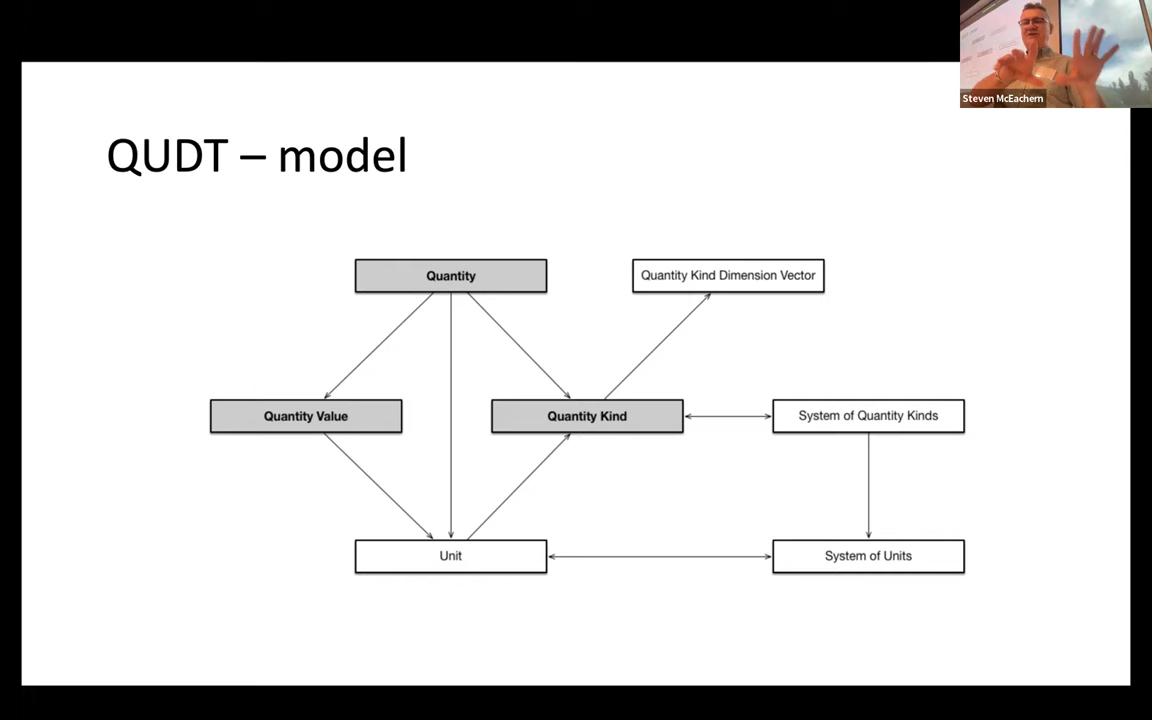 Steven McEachern
QUDT – model
Quantity
Quantity Kind Dimension Vector
Quantity Value
Quantity Kind
System of Quantity Kinds
Unit
System of Units